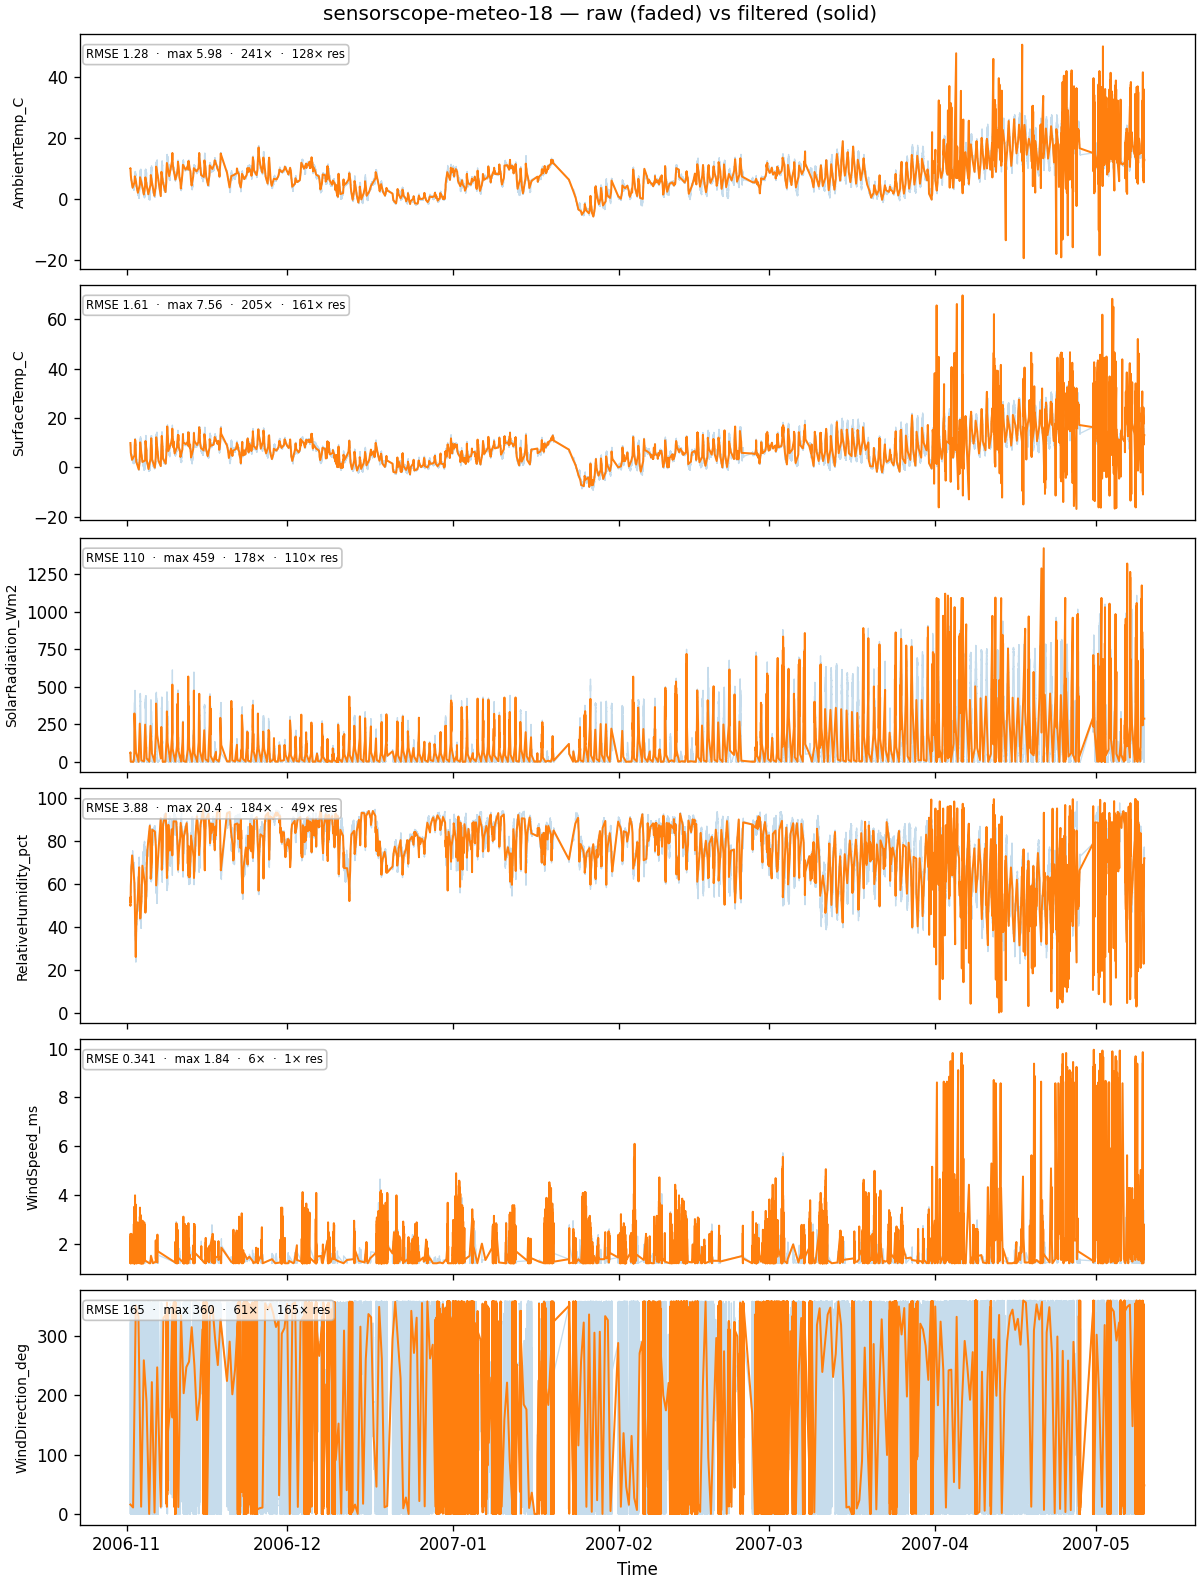 sensorscope-meteo-18 — raw (faded) vs filtered (solid)
RMSE 1.28 · max 5.98 · 241× · 128× res
AmbientTemp_C
40
20
0
−20
RMSE 1.61 · max 7.56 · 205× · 161× res
SurfaceTemp_C
60
40
20
0
−20
RMSE 110 · max 459 · 178× · 110× res
SolarRadiation_Wm2
1250
1000
750
500
250
0
RMSE 3.88 · max 20.4 · 184× · 49× res
RelativeHumidity_pct
100
80
60
40
20
0
RMSE 0.341 · max 1.84 · 6× · 1× res
WindSpeed_ms
10
8
6
4
2
RMSE 165 · max 360 · 61× · 165× res
WindDirection_deg
300
200
100
0
2006-11 2006-12 2007-01 2007-02 2007-03 2007-04 2007-05
Time